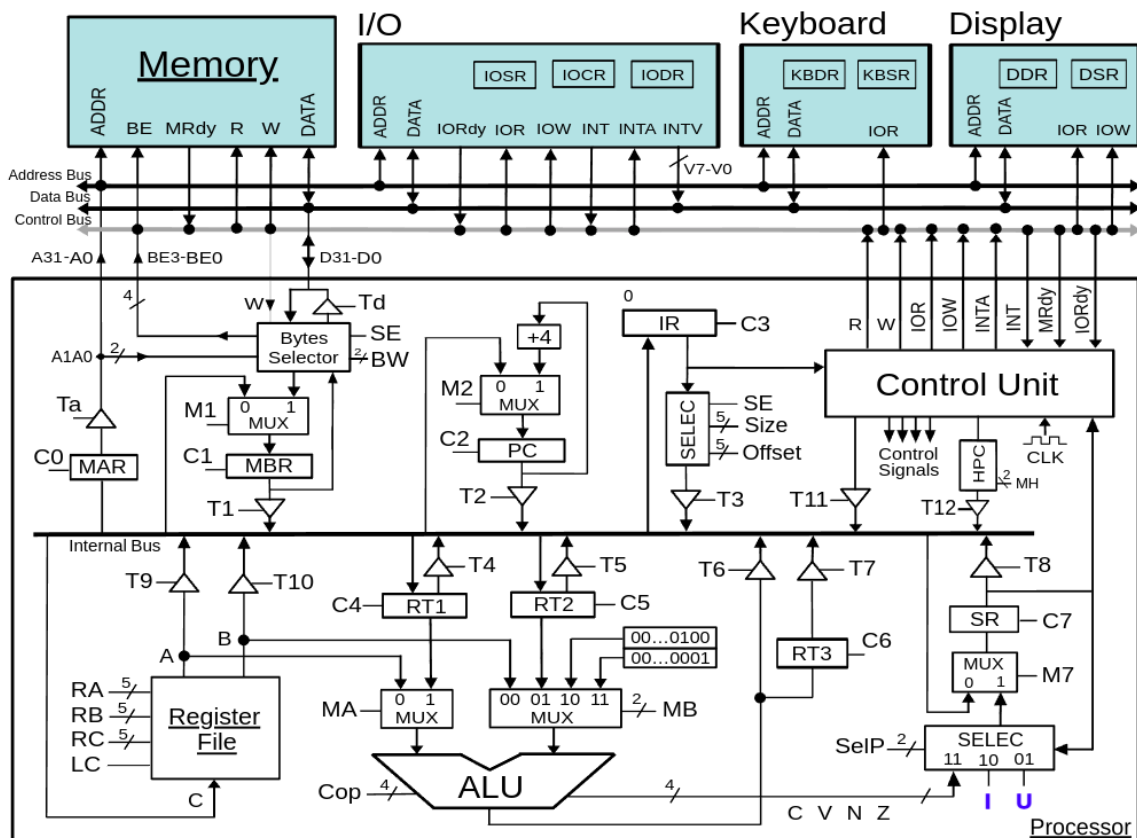 I/O Keyboard Display
Memory
IOSR IOCR IODR KBDR KBSR DDR DSR
ADDR BE MRdy R W DATA
ADDR DATA IORdy IOR IOW INT INTA INTV
ADDR DATA IOR
ADDR DATA IOR IOW
V7-V0
Address Bus
Data Bus
Control Bus
A31-A0 BE3-BE0 D31-D0
R W IOR IOW INTA INT MRdy IORdy
4 W Td
Bytes
Selector
SE
2 BW
A1A0 2
+4
0
IR C3
Control Unit
Ta
M1 0 1
MUX
M2 0 1
MUX
SELEC
SE
5 Size
5 Offset
Control
Signals
HPC
2 MH
CLK
C0 MAR
C1 MBR
C2 PC
T1 T2 T3 T11 T12
Internal Bus
T9 T10 T4 T5 T6 T7 T8
C4 RT1 RT2 C5
SR C7
B
A
00...0100
00...0001
RT3 C6
MUX
0 1
M7
RA 5
RB 5
RC 5
LC
Register
File
C
MA 0 1
MUX
00 01 10 11
MUX
2 MB
SelP 2 SELEC
11 10 01
I U
Cop 4 ALU 4
C V N Z
Processor